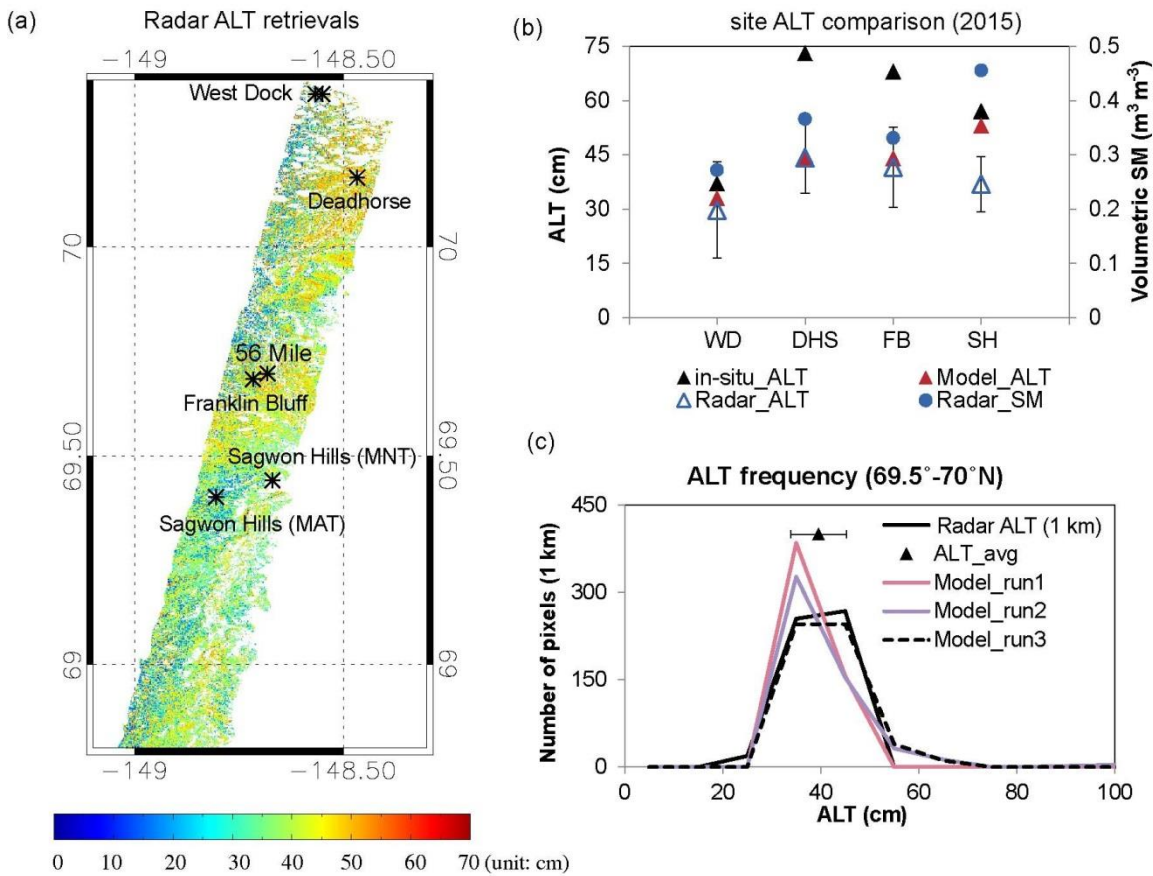 (a)
Radar ALT retrievals
-149
-148.50
West Dock
Deadhorse
70
70
56 Mile
Franklin Bluff
69.50
69.50
Sagwon Hills (MNT)
Sagwon Hills (MAT)
69
69
-149
-148.50
0 10 20 30 40 50 60 70 (unit: cm)
(b)
site ALT comparison (2015)
75
60
45
30
15
0
ALT (cm)
0.5
0.4
0.3
0.2
0.1
0
Volumetric SM (m³ m⁻³)
WD DHS FB SH
in-situ_ALT
Model_ALT
Radar_ALT
Radar_SM
(c)
ALT frequency (69.5°-70°N)
450
300
150
0
Number of pixels (1 km)
Radar ALT (1 km)
ALT_avg
Model_run1
Model_run2
Model_run3
0 20 40 60 80 100
ALT (cm)